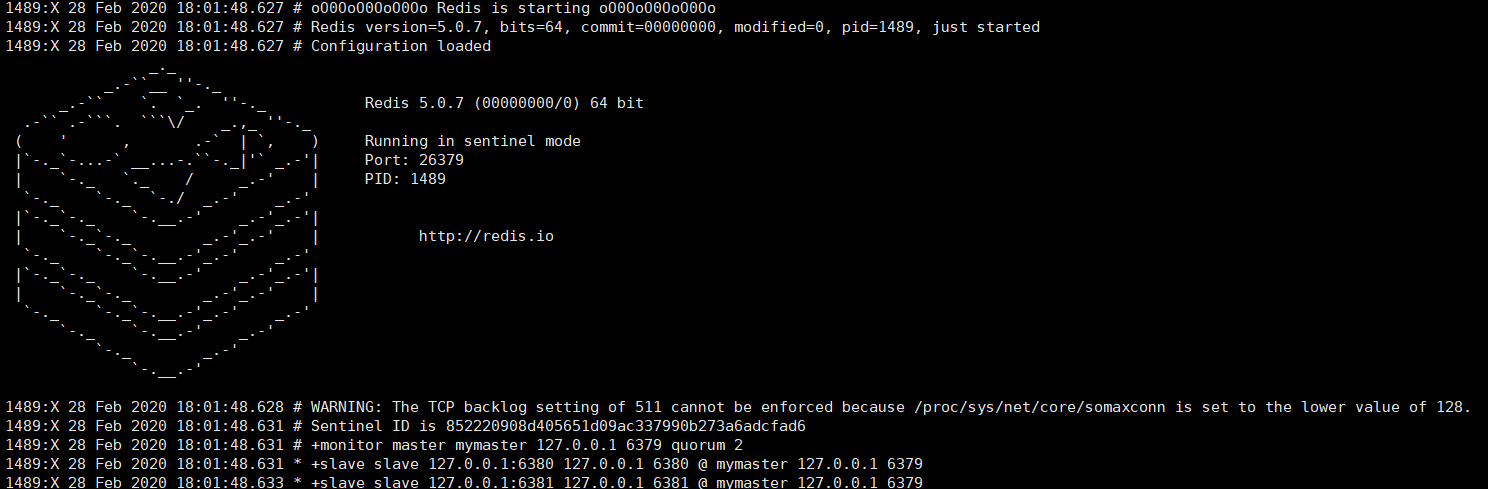 1489:X 28 Feb 2020 18:01:48.627 # oO0OoO0OoO0Oo Redis is starting oO0OoO0OoO0Oo
1489:X 28 Feb 2020 18:01:48.627 # Redis version=5.0.7, bits=64, commit=00000000, modified=0, pid=1489, just started
1489:X 28 Feb 2020 18:01:48.627 # Configuration loaded
Redis 5.0.7 (00000000/0) 64 bit
Running in sentinel mode
Port: 26379
PID: 1489
http://redis.io
1489:X 28 Feb 2020 18:01:48.628 # WARNING: The TCP backlog setting of 511 cannot be enforced because /proc/sys/net/core/somaxconn is set to the lower value of 128.
1489:X 28 Feb 2020 18:01:48.631 # Sentinel ID is 852220908d405651d09ac337990b273a6adcfad6
1489:X 28 Feb 2020 18:01:48.631 # +monitor master mymaster 127.0.0.1 6379 quorum 2
1489:X 28 Feb 2020 18:01:48.631 * +slave slave 127.0.0.1:6380 127.0.0.1 6380 @ mymaster 127.0.0.1 6379
1489:X 28 Feb 2020 18:01:48.633 * +slave slave 127.0.0.1:6381 127.0.0.1 6381 @ mymaster 127.0.0.1 6379